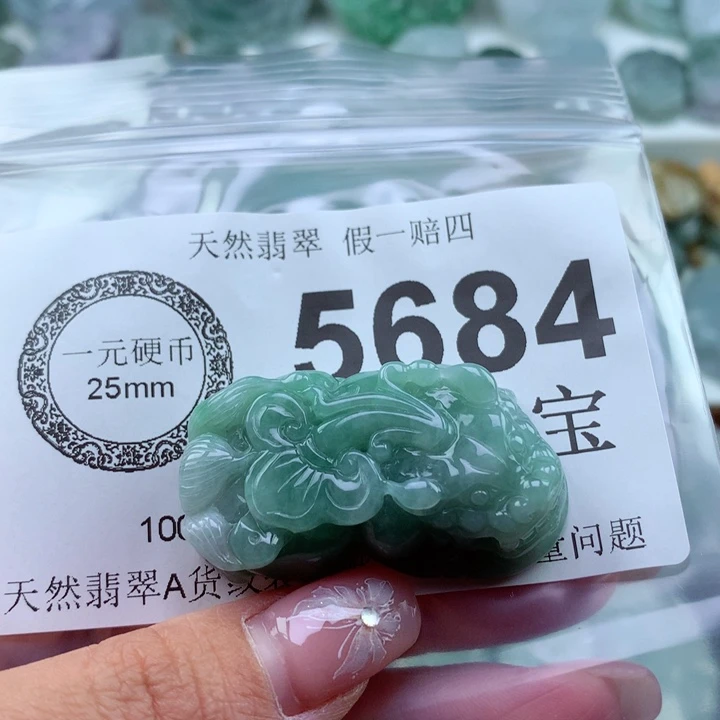 天然翡翠 假一赔四
一元硬币
25mm
5684
宝
100
天然翡翠A货
问题